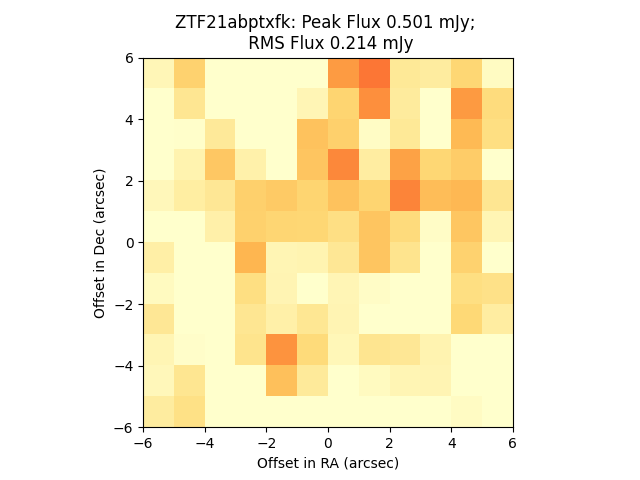 ZTF21abptxfk: Peak Flux 0.501 mJy;
RMS Flux 0.214 mJy
6
4
2
0
−2
−4
−6
Offset in Dec (arcsec)
−6 −4 −2 0 2 4 6
Offset in RA (arcsec)